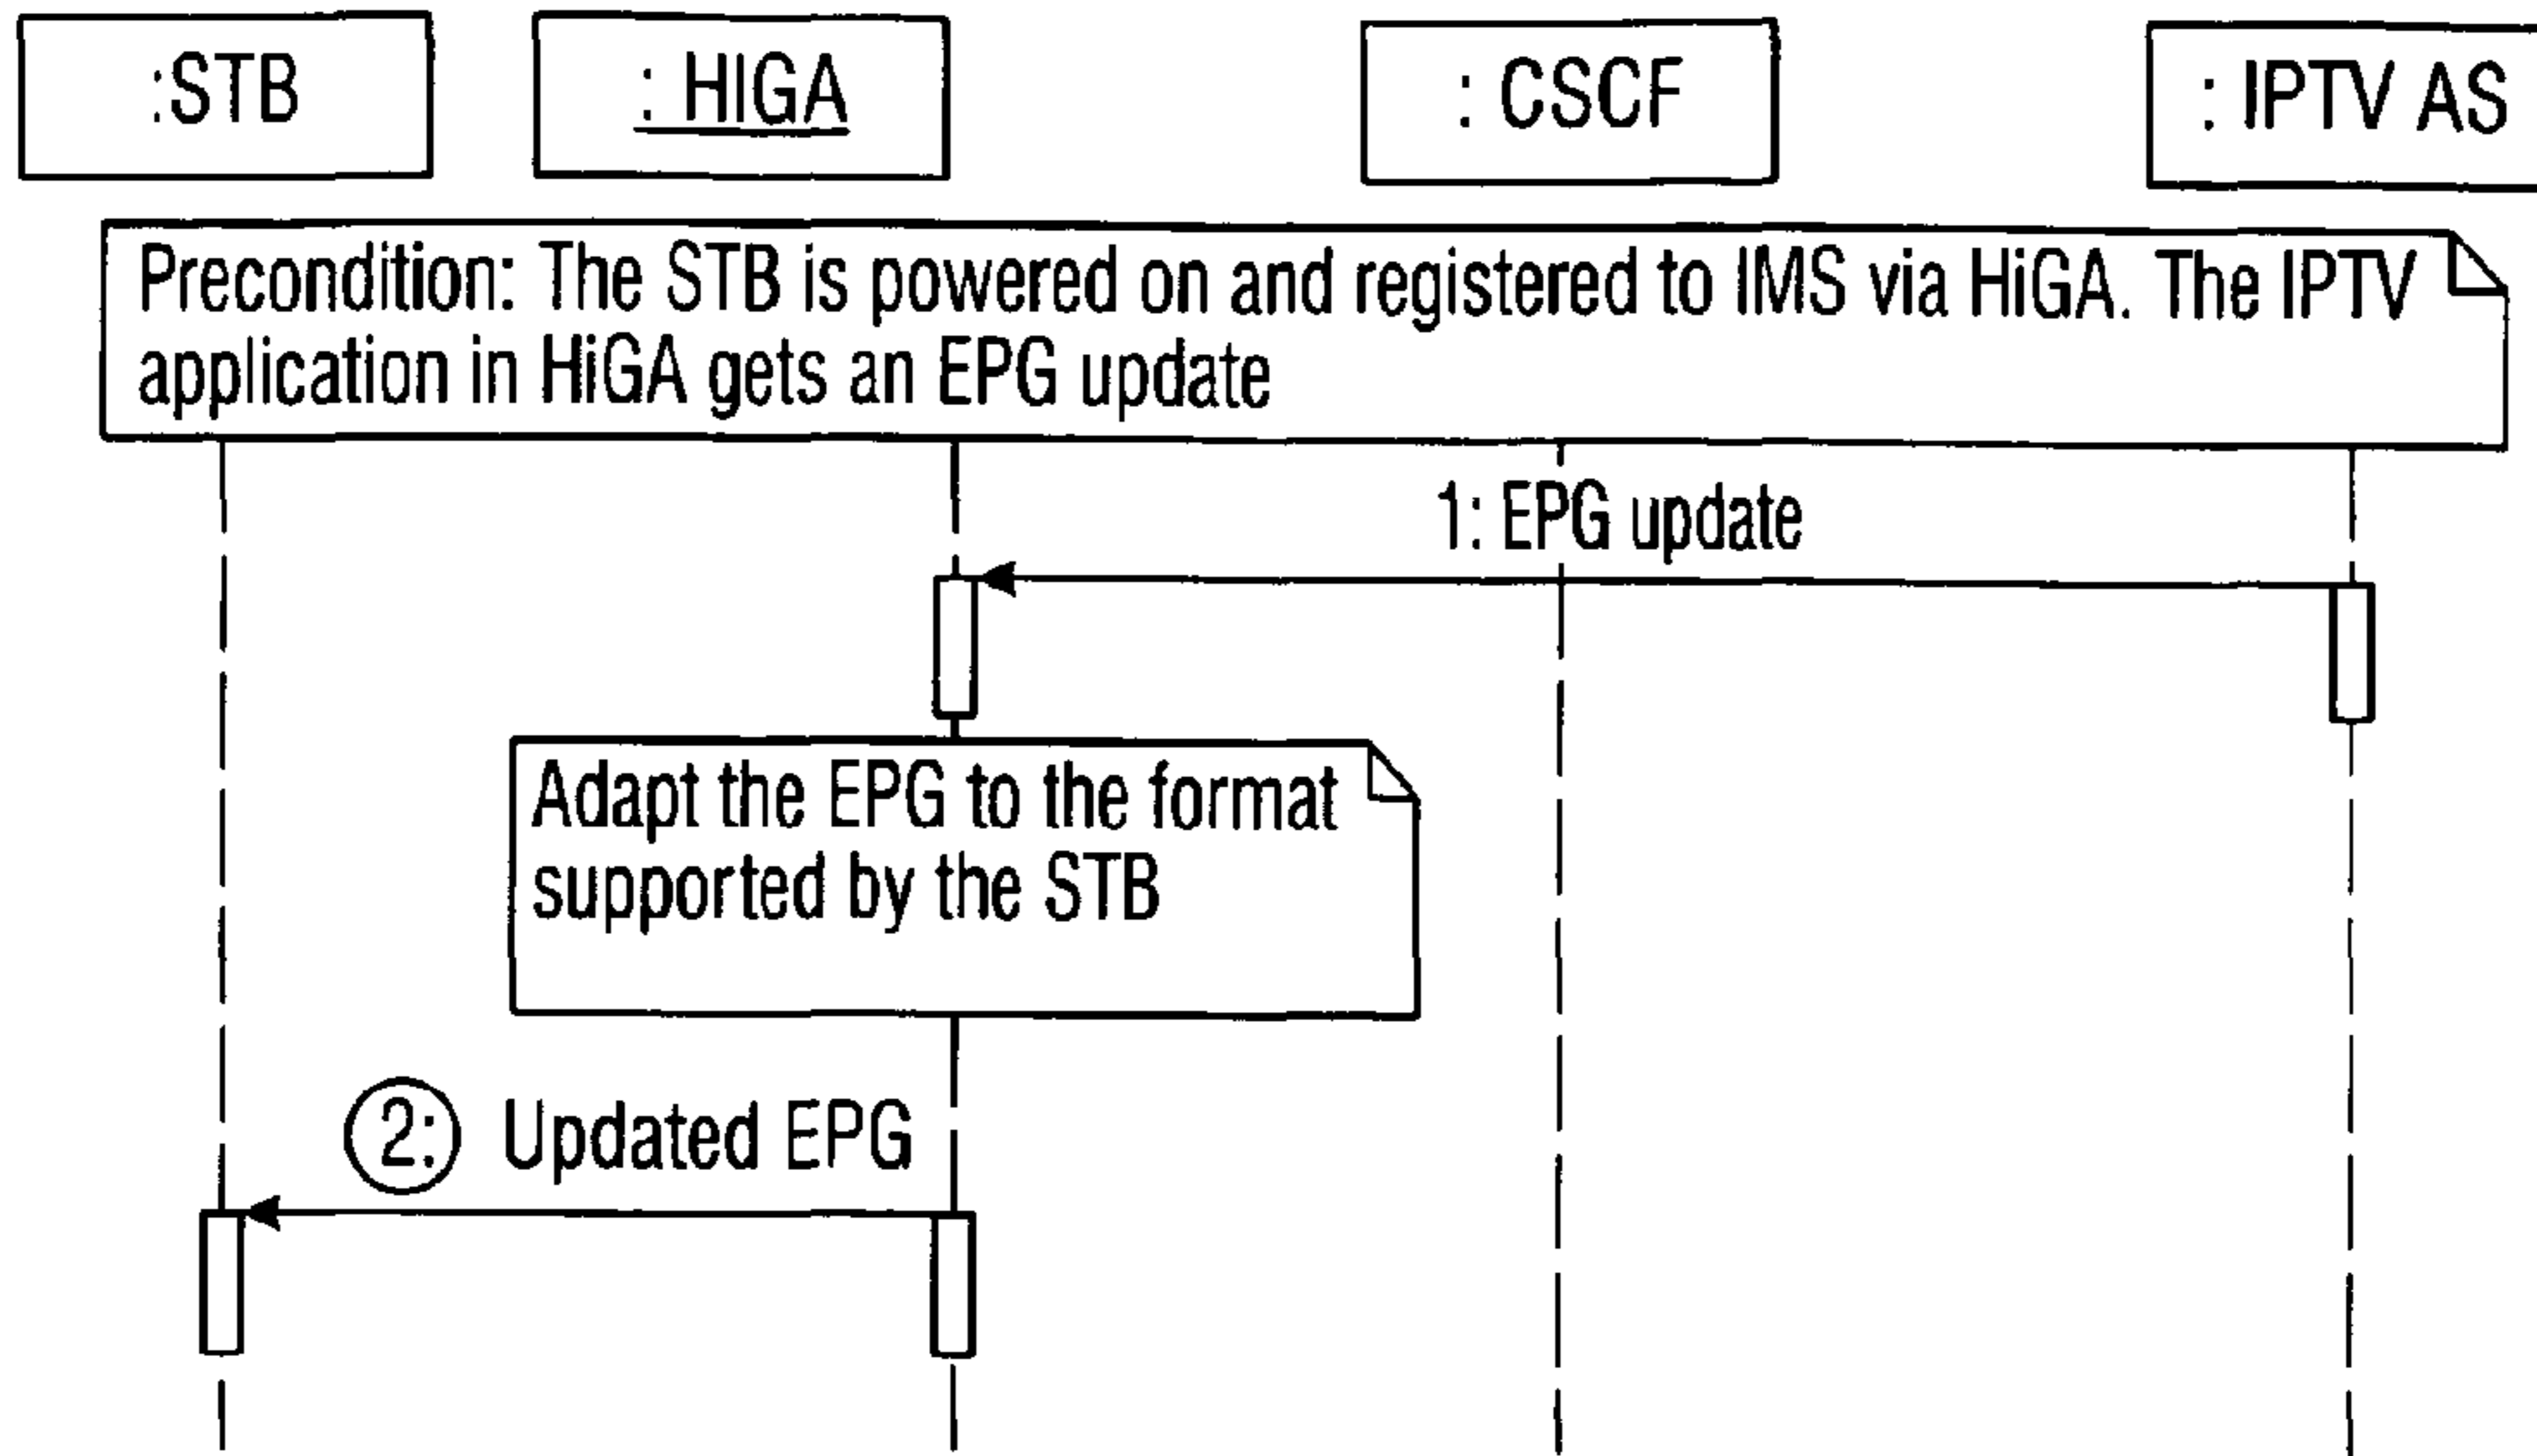 :STB
: HIGA
: CSCF
: IPTV AS
Precondition: The STB is powered on and registered to IMS via HiGA. The IPTV
application in HiGA gets an EPG update
1: EPG update
Adapt the EPG to the format
supported by the STB
2: Updated EPG